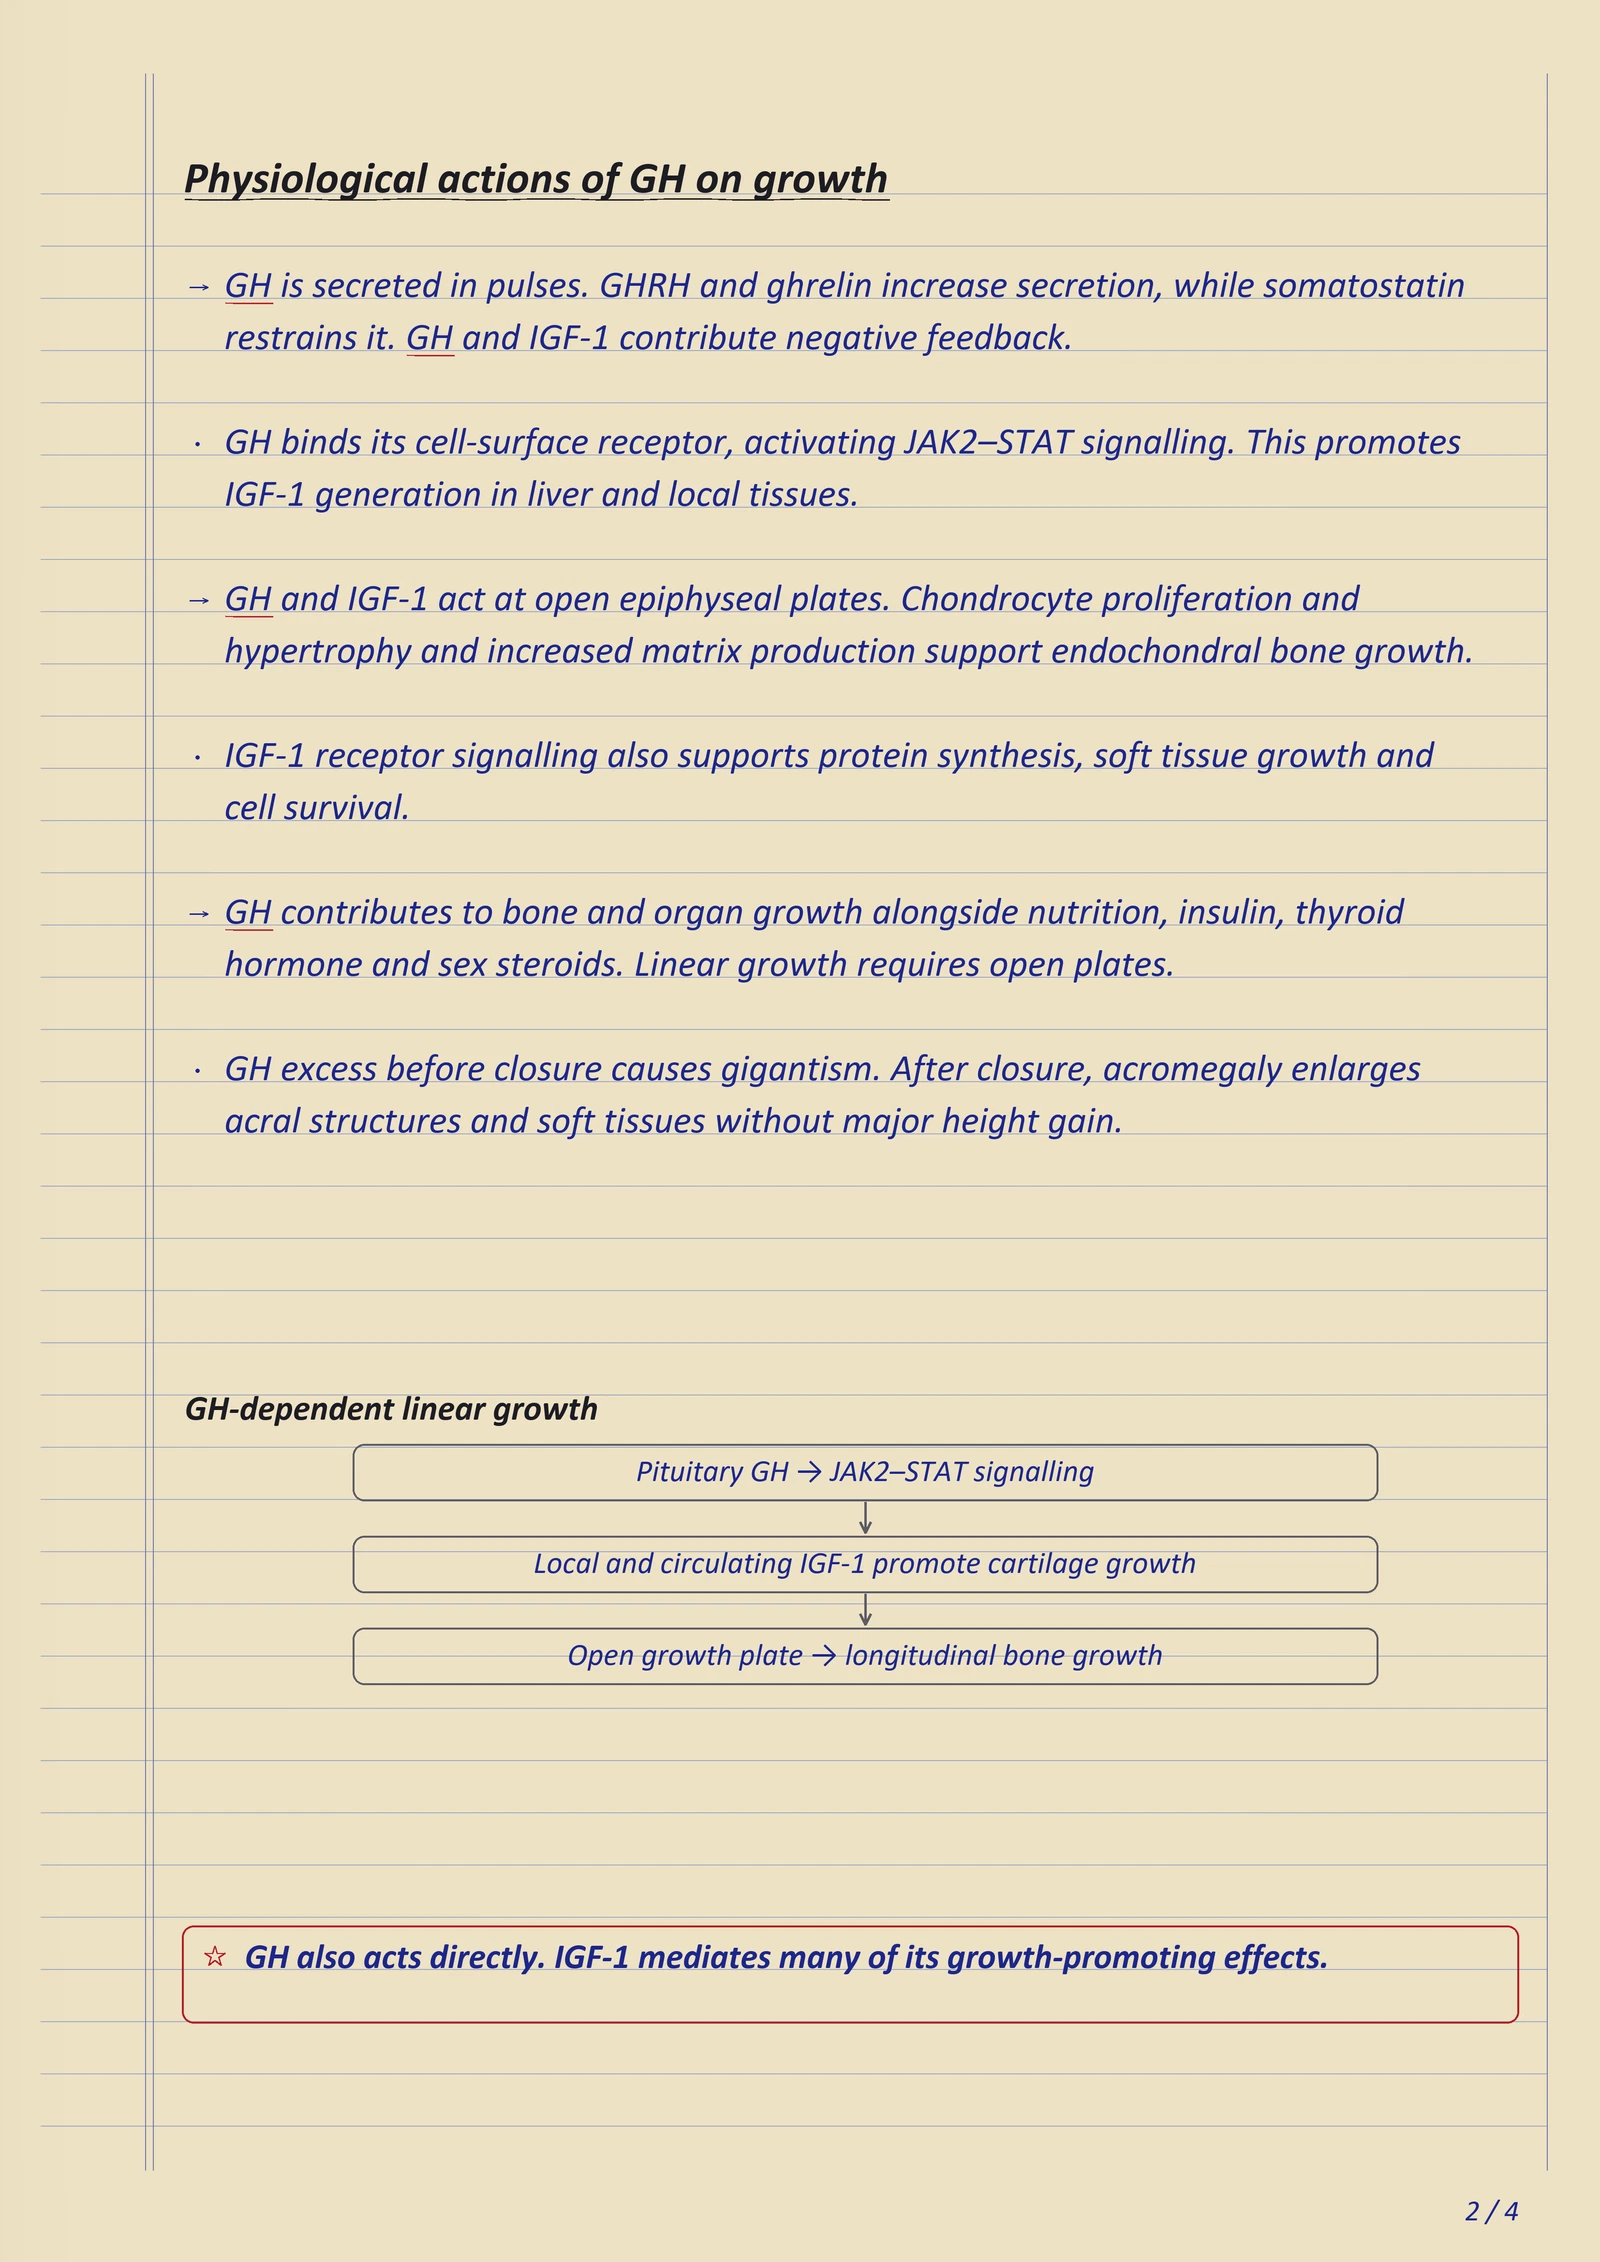 Physiological actions of GH on growth
→ GH is secreted in pulses. GHRH and ghrelin increase secretion, while somatostatin
restrains it. GH and IGF-1 contribute negative feedback.
· GH binds its cell-surface receptor, activating JAK2–STAT signalling. This promotes
IGF-1 generation in liver and local tissues.
→ GH and IGF-1 act at open epiphyseal plates. Chondrocyte proliferation and
hypertrophy and increased matrix production support endochondral bone growth.
· IGF-1 receptor signalling also supports protein synthesis, soft tissue growth and
cell survival.
→ GH contributes to bone and organ growth alongside nutrition, insulin, thyroid
hormone and sex steroids. Linear growth requires open plates.
· GH excess before closure causes gigantism. After closure, acromegaly enlarges
acral structures and soft tissues without major height gain.
GH-dependent linear growth
Pituitary GH → JAK2–STAT signalling
Local and circulating IGF-1 promote cartilage growth
Open growth plate → longitudinal bone growth
☆ GH also acts directly. IGF-1 mediates many of its growth-promoting effects.
2 / 4